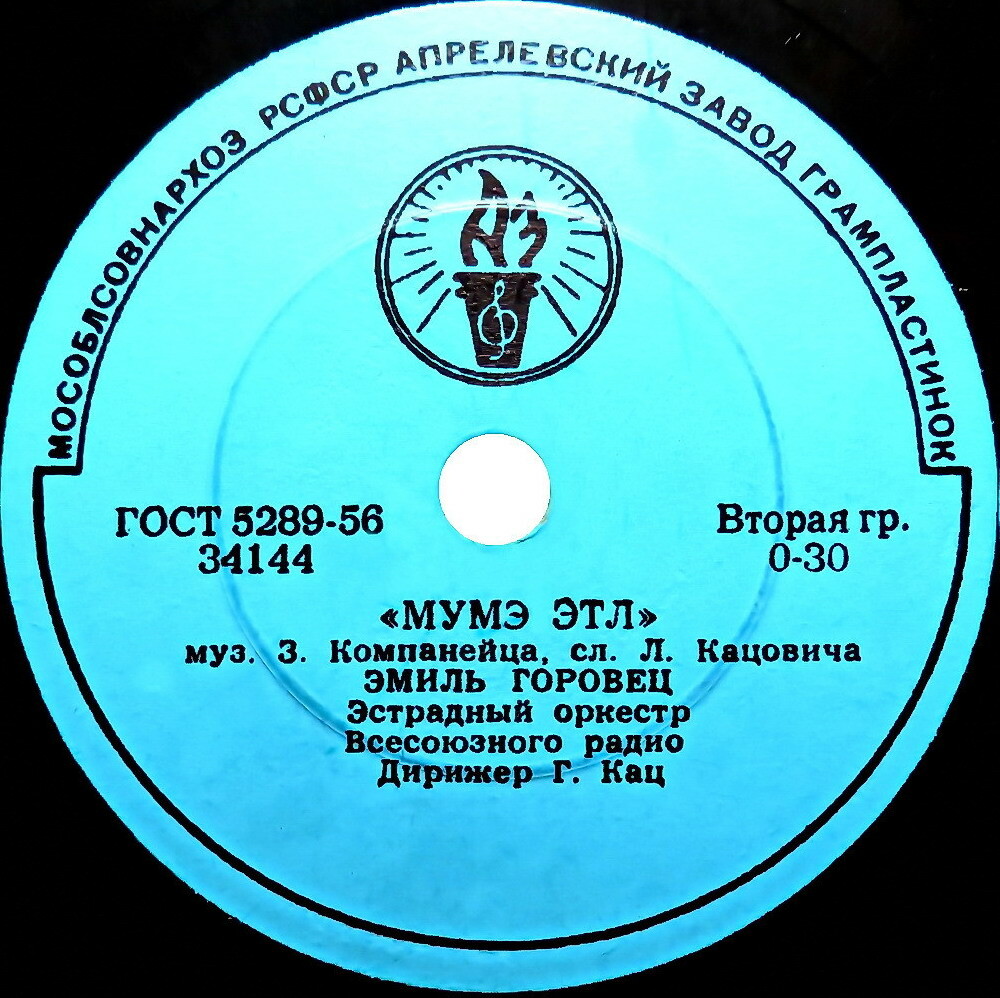 МОСОБЛСОВНАРХОЗ РСФСР АПРЕЛЕВСКИЙ ЗАВОД ГРАМПЛАСТИНОК
ГОСТ 5289-56
34144
Вторая гр.
0-30
«МУМЭ ЭТЛ»
муз. З. Компанейца, сл. Л. Кацовича
ЭМИЛЬ ГОРОВЕЦ
Эстрадный оркестр
Всесоюзного радио
Дирижер Г. Кац